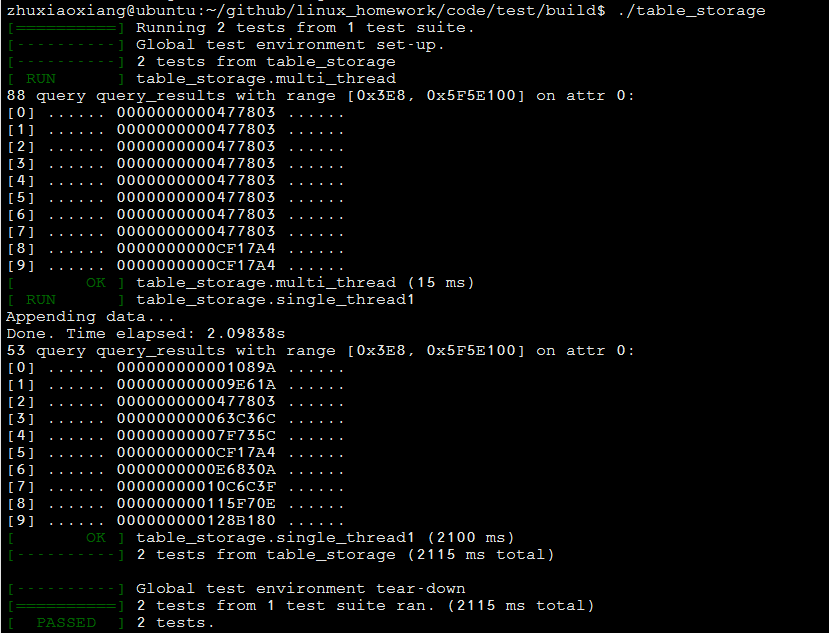 zhuxiaoxiang@ubuntu:~/github/linux_homework/code/test/build$ ./table_storage
[==========] Running 2 tests from 1 test suite.
[----------] Global test environment set-up.
[----------] 2 tests from table_storage
[ RUN      ] table_storage.multi_thread
88 query query_results with range [0x3E8, 0x5F5E100] on attr 0:
[0] ...... 0000000000477803 ......
[1] ...... 0000000000477803 ......
[2] ...... 0000000000477803 ......
[3] ...... 0000000000477803 ......
[4] ...... 0000000000477803 ......
[5] ...... 0000000000477803 ......
[6] ...... 0000000000477803 ......
[7] ...... 0000000000477803 ......
[8] ...... 0000000000CF17A4 ......
[9] ...... 0000000000CF17A4 ......
[       OK ] table_storage.multi_thread (15 ms)
[ RUN      ] table_storage.single_thread1
Appending data...
Done. Time elapsed: 2.09838s
53 query query_results with range [0x3E8, 0x5F5E100] on attr 0:
[0] ...... 000000000001089A ......
[1] ...... 000000000009E61A ......
[2] ...... 0000000000477803 ......
[3] ...... 000000000063C36C ......
[4] ...... 00000000007F735C ......
[5] ...... 0000000000CF17A4 ......
[6] ...... 0000000000E6830A ......
[7] ...... 00000000010C6C3F ......
[8] ...... 000000000115F70E ......
[9] ...... 000000000128B180 ......
[       OK ] table_storage.single_thread1 (2100 ms)
[----------] 2 tests from table_storage (2115 ms total)
[----------] Global test environment tear-down
[==========] 2 tests from 1 test suite ran. (2115 ms total)
[  PASSED  ] 2 tests.